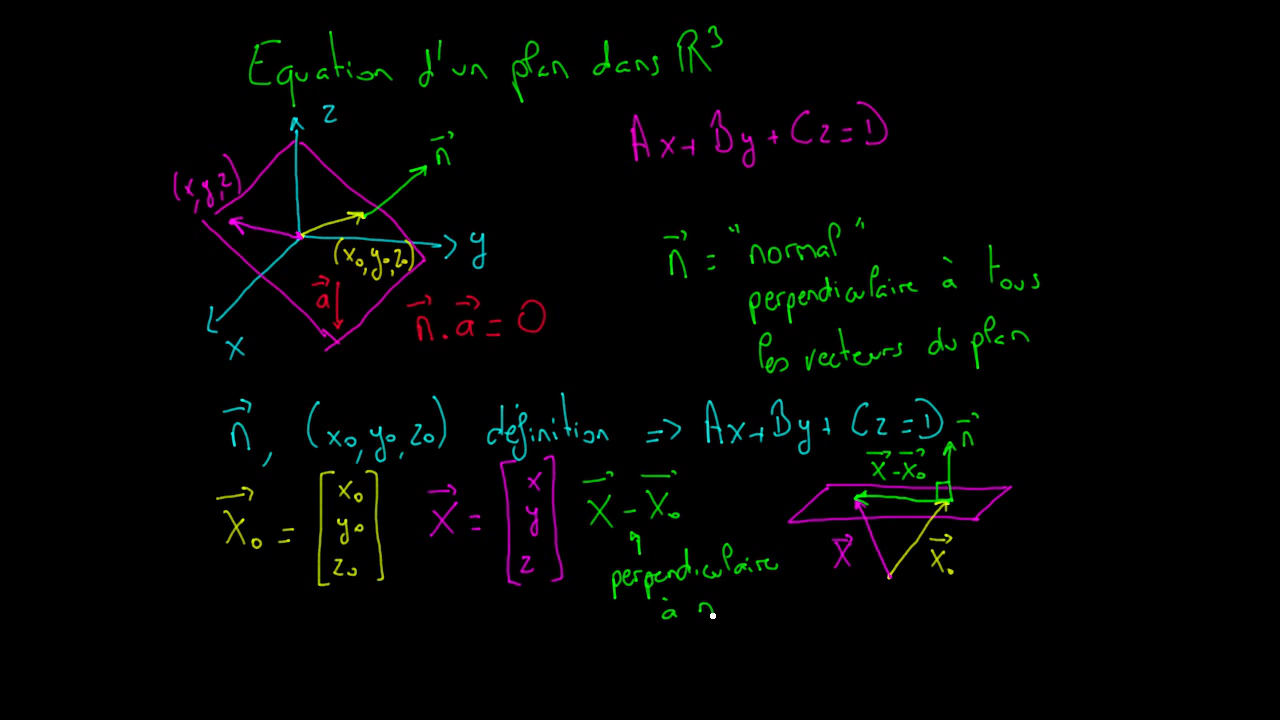 Equation d'un plan dans ℝ³
z
Ax+By+Cz=D
n⃗
(x,y,z)
y
(x₀,y₀,z₀)
n⃗ = "normal"
perpendiculaire à tous
les vecteurs du plan
a⃗
n⃗.a⃗=0
x
n⃗, (x₀,y₀,z₀) définition => Ax+By+Cz=D
n⃗
X⃗-X⃗₀
X⃗₀ = [x₀ y₀ z₀] X⃗ = [x y z] X⃗ - X⃗₀
X⃗ X⃗₀
perpendiculaire
à n